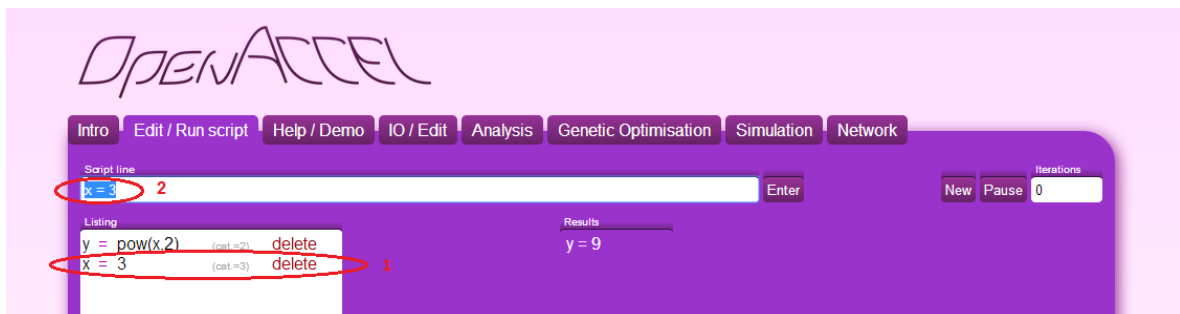 OpenAccel
Intro Edit / Run script Help / Demo IO / Edit Analysis Genetic Optimisation Simulation Network
Script line Iterations
x = 3 2 Enter New Pause 0
Listing Results
y = pow(x,2) (cat.=2) delete y = 9
x = 3 (cat.=3) delete 1